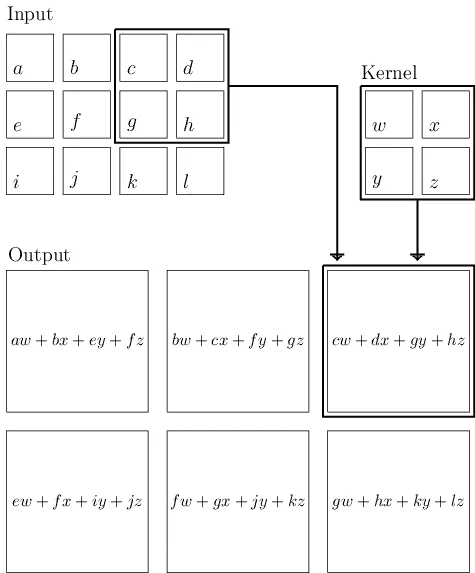 Input
a b c d
Kernel
e f g h
w x
i j k l
y z
Output
aw + bx + ey + fz
bw + cx + fy + gz
cw + dx + gy + hz
ew + fx + iy + jz
fw + gx + jy + kz
gw + hx + ky + lz